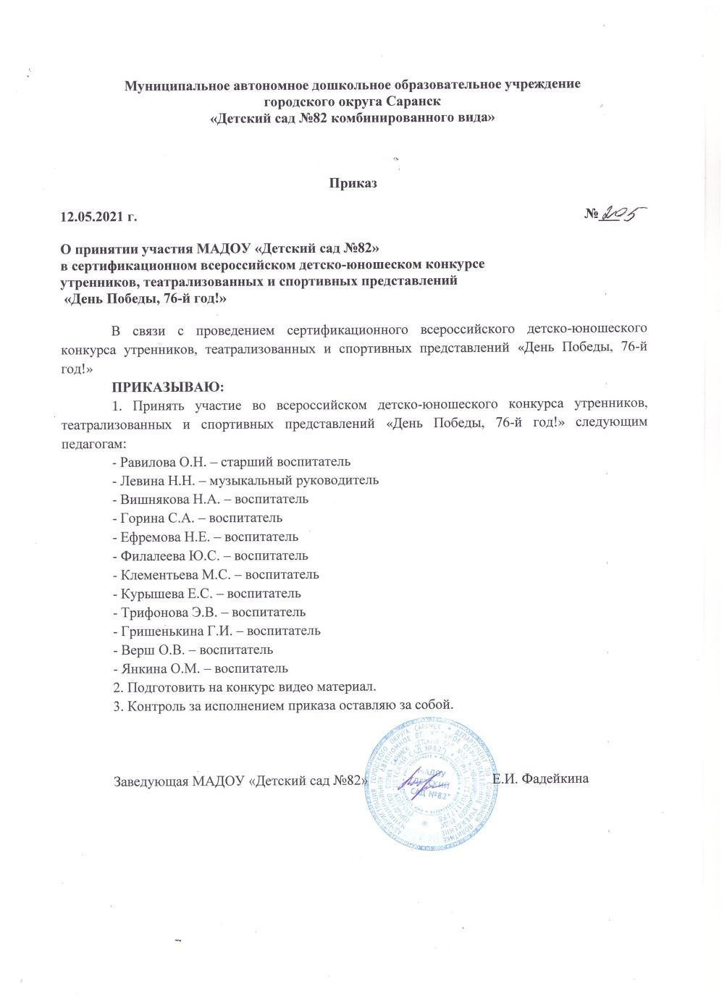 Муниципальное автономное дошкольное образовательное учреждение
городского округа Саранск
«Детский сад №82 комбинированного вида»
Приказ
12.05.2021 г. № 205
О принятии участия МАДОУ «Детский сад №82»
в сертификационном всероссийском детско-юношеском конкурсе
утренников, театрализованных и спортивных представлений
«День Победы, 76-й год!»
В связи с проведением сертификационного всероссийского детско-юношеского
конкурса утренников, театрализованных и спортивных представлений «День Победы, 76-й
год!»
ПРИКАЗЫВАЮ:
1. Принять участие во всероссийском детско-юношеского конкурса утренников,
театрализованных и спортивных представлений «День Победы, 76-й год!» следующим
педагогам:
- Равилова О.Н. – старший воспитатель
- Левина Н.Н. – музыкальный руководитель
- Вишнякова Н.А. – воспитатель
- Горина С.А. – воспитатель
- Ефремова Н.Е. – воспитатель
- Филалеева Ю.С. – воспитатель
- Клементьева М.С. – воспитатель
- Курышева Е.С. – воспитатель
- Трифонова Э.В. – воспитатель
- Гришенькина Г.И. – воспитатель
- Верш О.В. – воспитатель
- Янкина О.М. – воспитатель
2. Подготовить на конкурс видео материал.
3. Контроль за исполнением приказа оставляю за собой.
Заведующая МАДОУ «Детский сад №82» Е.И. Фадейкина
МАДОУ
"ДЕТСКИЙ
САД №82"